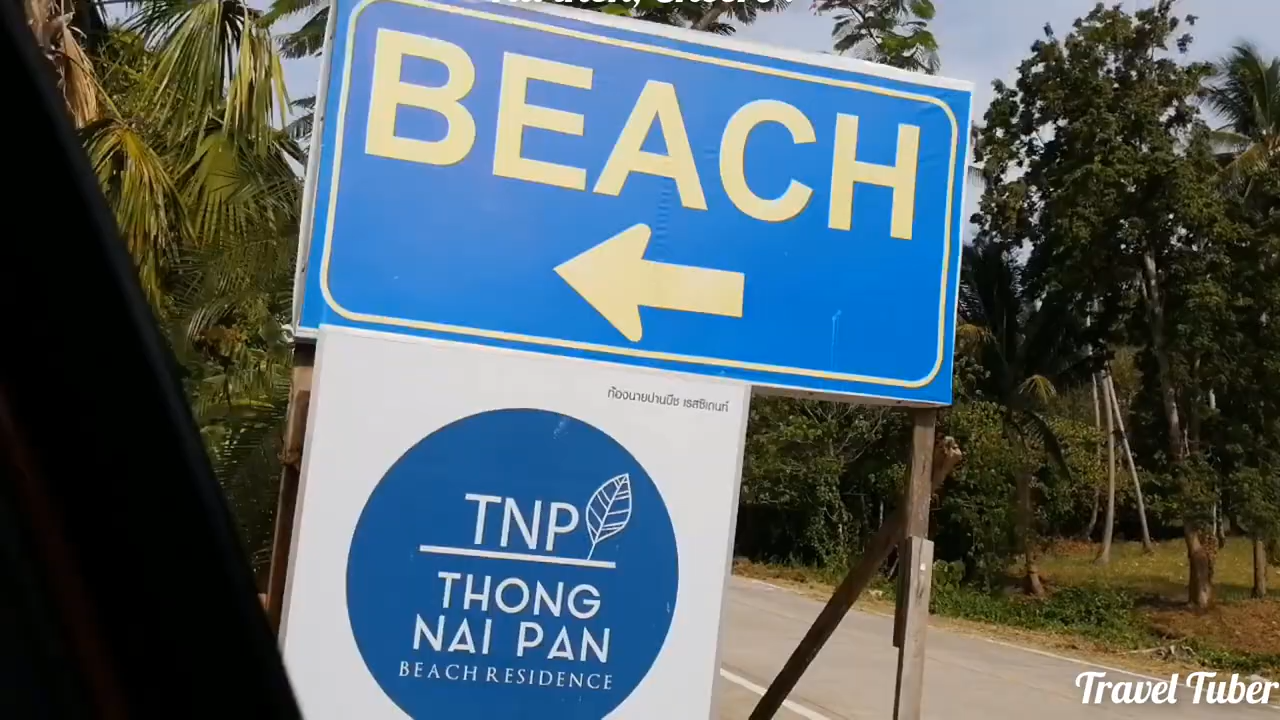 BEACH
ท้องนายปานบีช เรสซิเดนท์
TNP
THONG
NAI PAN
BEACH RESIDENCE
Travel Tuber